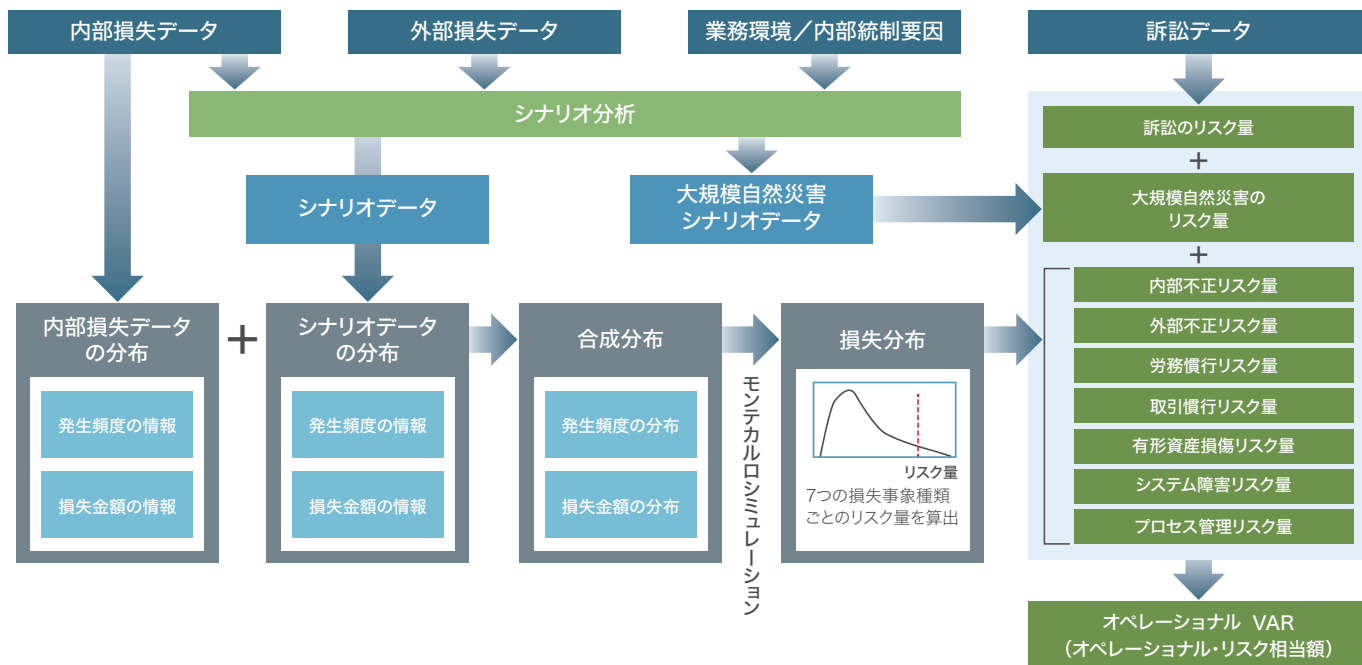 内部損失データ
外部損失データ
業務環境／内部統制要因
訴訟データ
シナリオ分析
訴訟のリスク量
+
シナリオデータ
大規模自然災害
シナリオデータ
大規模自然災害の
リスク量
+
内部損失データ
の分布
発生頻度の情報
損失金額の情報
+
シナリオデータ
の分布
発生頻度の情報
損失金額の情報
合成分布
発生頻度の分布
損失金額の分布
モンテカルロシミュレーション
損失分布
リスク量
7つの損失事象種類
ごとのリスク量を算出
内部不正リスク量
外部不正リスク量
労務慣行リスク量
取引慣行リスク量
有形資産損傷リスク量
システム障害リスク量
プロセス管理リスク量
オペレーショナル VAR
（オペレーショナル・リスク相当額）